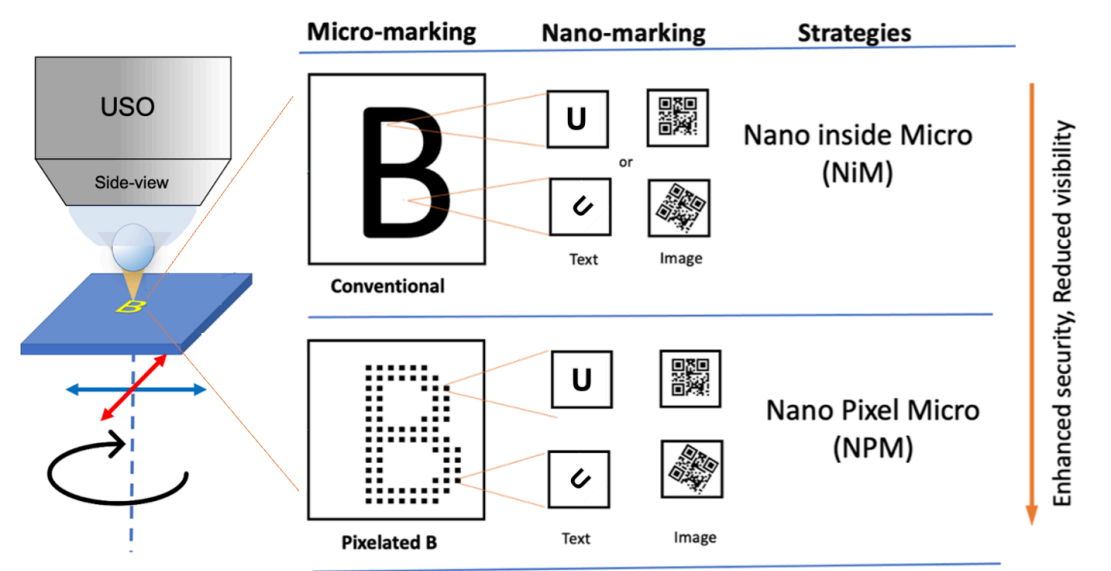 Micro-marking
Nano-marking
Strategies
USO
Side-view
B
B
U
or
U
Text
Image
Conventional
Nano inside Micro
(NiM)
B
U
U
Text
Image
Pixelated B
Nano Pixel Micro
(NPM)
Enhanced security, Reduced visibility